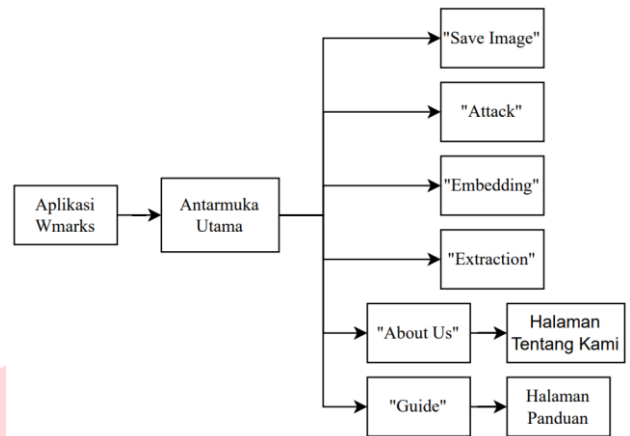 "Save Image"
"Attack"
Aplikasi
Wmarks
Antarmuka
Utama
"Embedding"
"Extraction"
"About Us"
Halaman
Tentang Kami
"Guide"
Halaman
Panduan